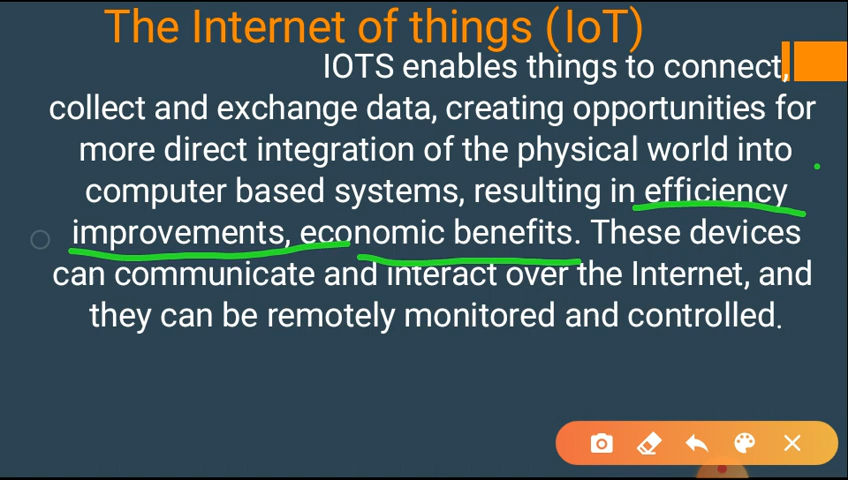 The Internet of things (IoT)
IOTS enables things to connect,
collect and exchange data, creating opportunities for
more direct integration of the physical world into
computer based systems, resulting in efficiency
improvements, economic benefits. These devices
can communicate and interact over the Internet, and
they can be remotely monitored and controlled.